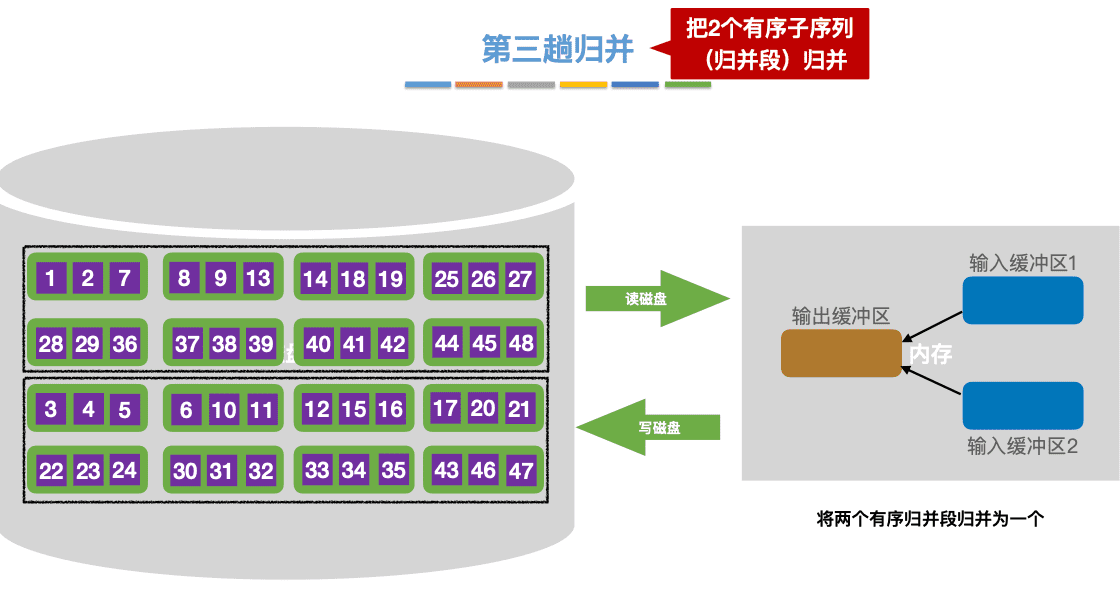 第三趟归并
把2个有序子序列
（归并段）归并
1 2 7 8 9 13 14 18 19 25 26 27
28 29 36 37 38 39 40 41 42 44 45 48
3 4 5 6 10 11 12 15 16 17 20 21
22 23 24 30 31 32 33 34 35 43 46 47
读磁盘
写磁盘
输入缓冲区1
输出缓冲区
内存
输入缓冲区2
将两个有序归并段归并为一个